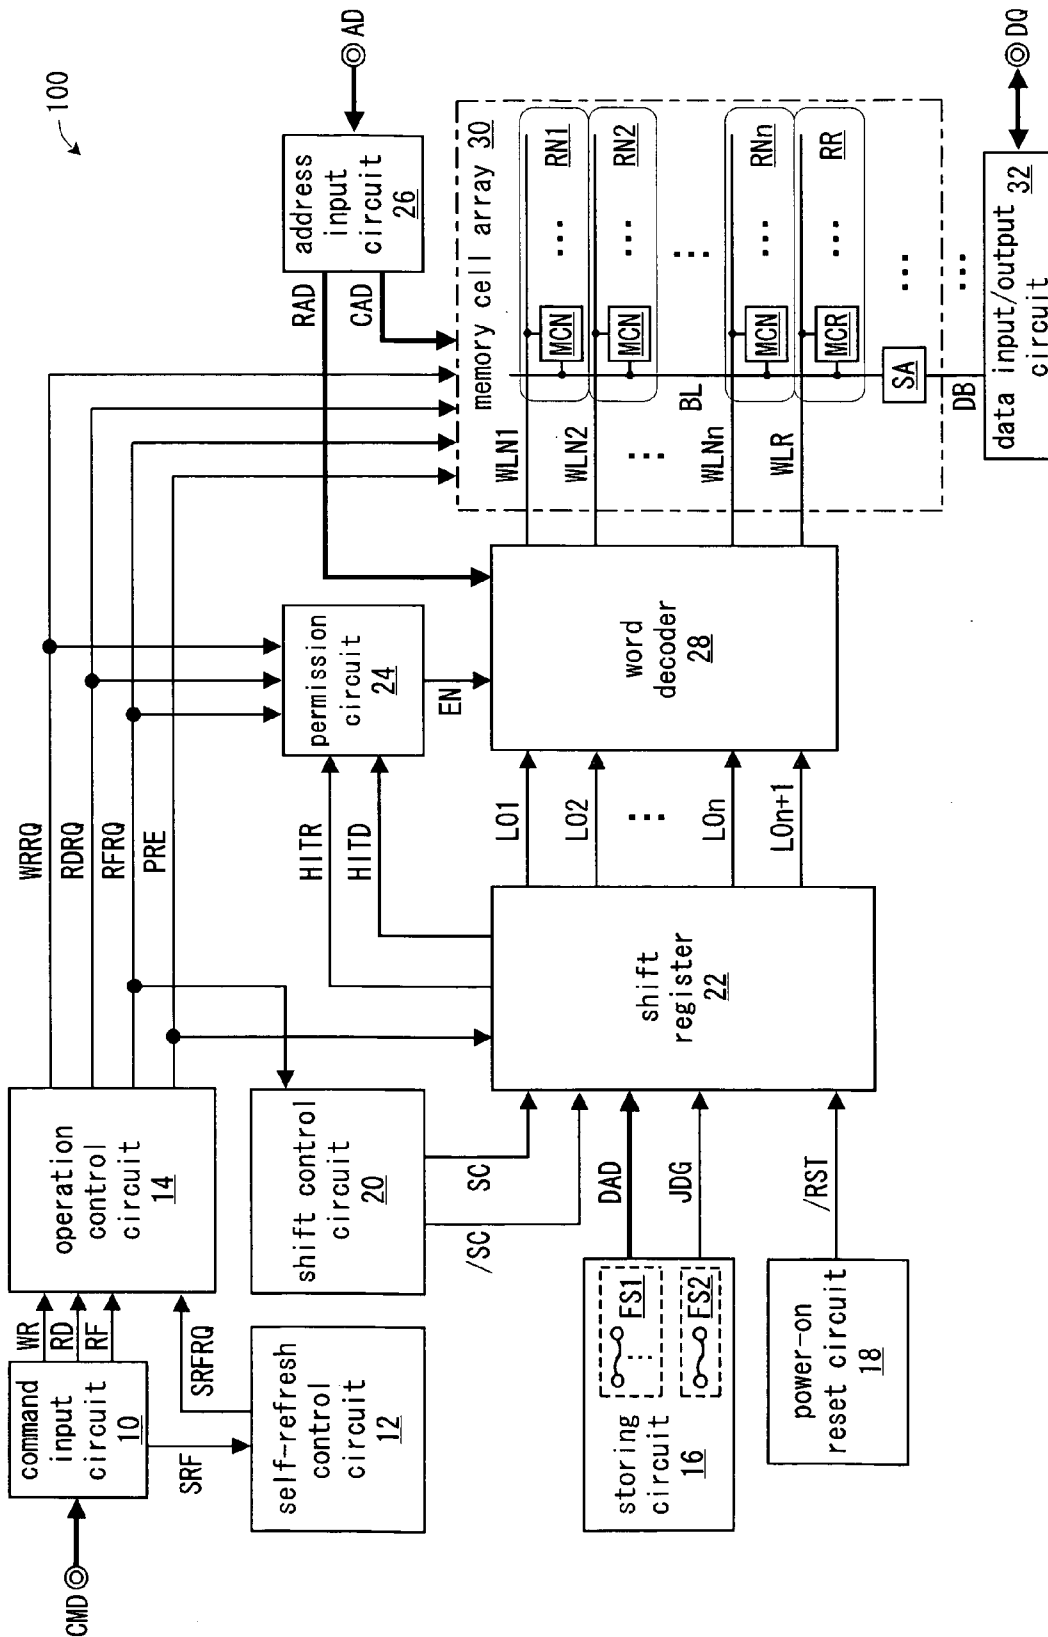 100
CMD
command
input
circuit
10
WR
RD
RF
SRF
SRFRQ
self-refresh
control
circuit
12
operation
control
circuit
14
WRRQ
RDRQ
RFRQ
PRE
shift control
circuit
20
SC
/SC
storing
circuit
16
FS1
FS2
DAD
JDG
power-on
reset circuit
18
/RST
shift
register
22
HITR
HITD
permission
circuit
24
EN
LO1
LO2
LOn
LOn+1
word
decoder
28
address
input
circuit
26
AD
RAD
CAD
memory cell array 30
WLN1
WLN2
WLNn
WLR
MCN
RN1
MCN
RN2
MCN
RNn
MCR
RR
BL
SA
DB
data input/output
circuit
32
DQ